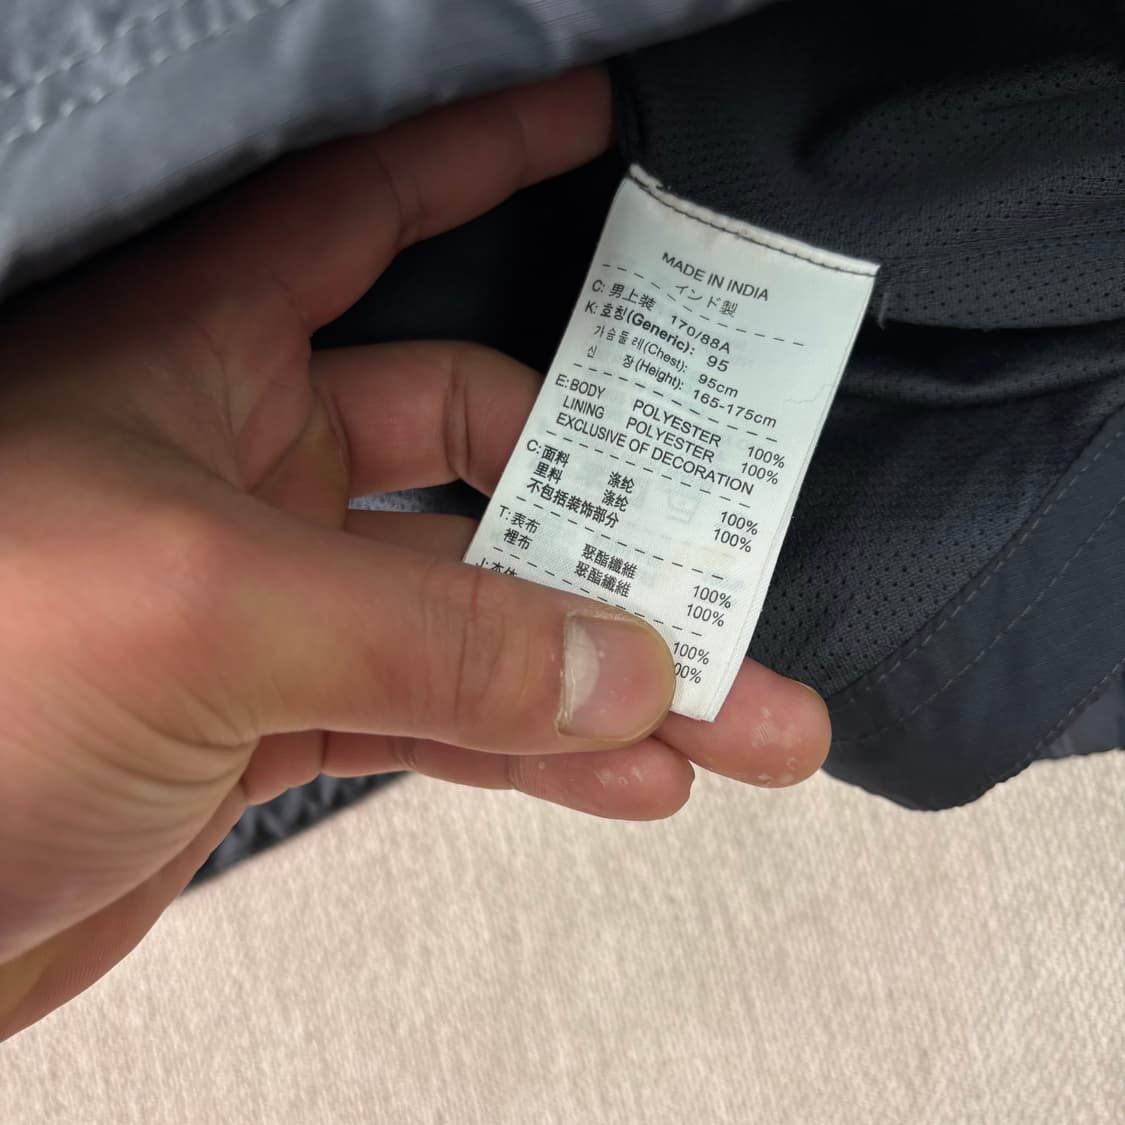 MADE IN INDIA
インド製
C: 男上装 170/88A
K: 호칭(Generic): 95
가슴둘레(Chest): 95cm
신 장(Height): 165-175cm
E: BODY POLYESTER 100%
LINING POLYESTER 100%
EXCLUSIVE OF DECORATION
C: 面料 涤纶 100%
里料 涤纶 100%
不包括装饰部分
T: 表布 聚酯纖維 100%
裡布 聚酯纖維 100%
J: 本体 100%
00%